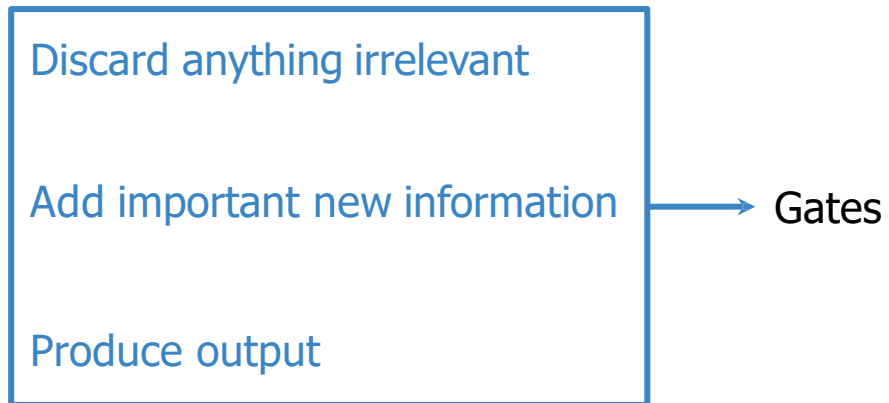 Discard anything irrelevant
Add important new information
Gates
Produce output